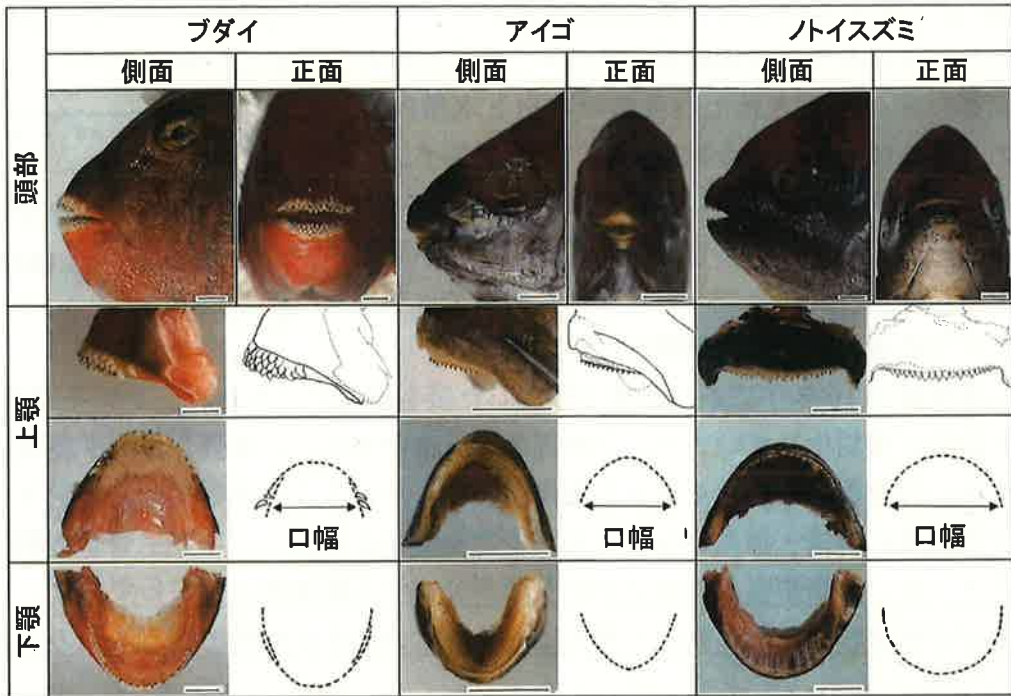 ブダイ アイゴ ノトイスズミ
側面 正面 側面 正面 側面 正面
頭部
上顎
口幅 口幅 口幅
下顎